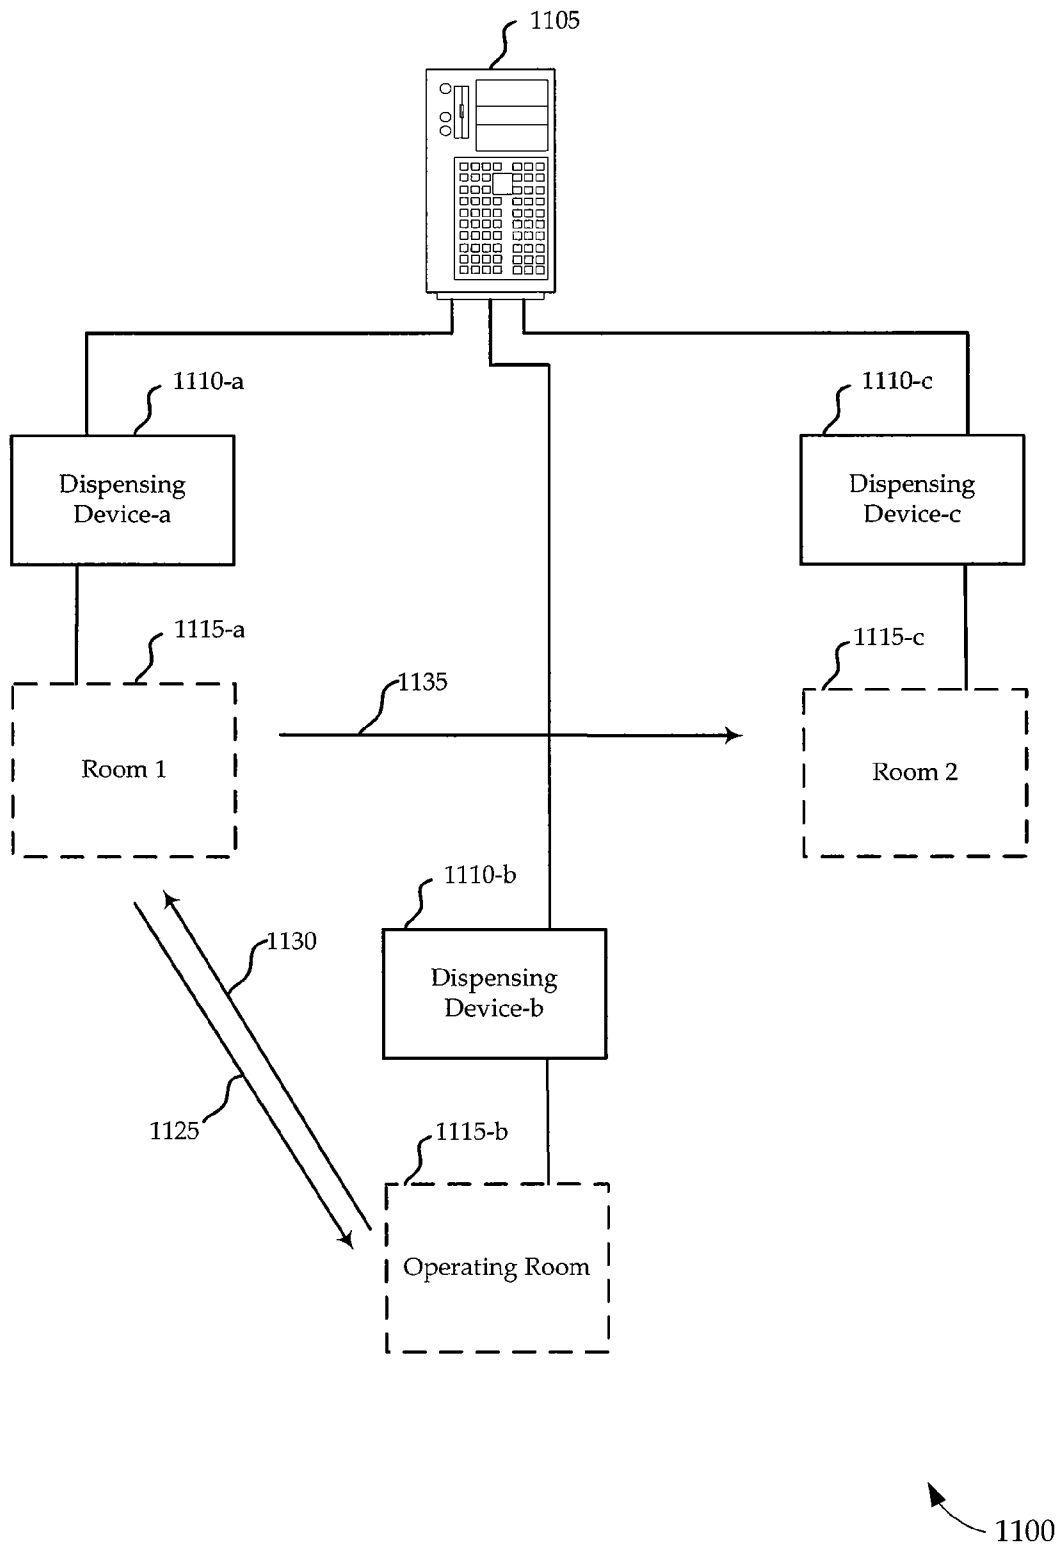 1105
1110-a
1110-c
Dispensing
Device-a
Dispensing
Device-c
1115-a
1115-c
1135
Room 1
Room 2
1110-b
1130
Dispensing
Device-b
1125
1115-b
Operating Room
1100